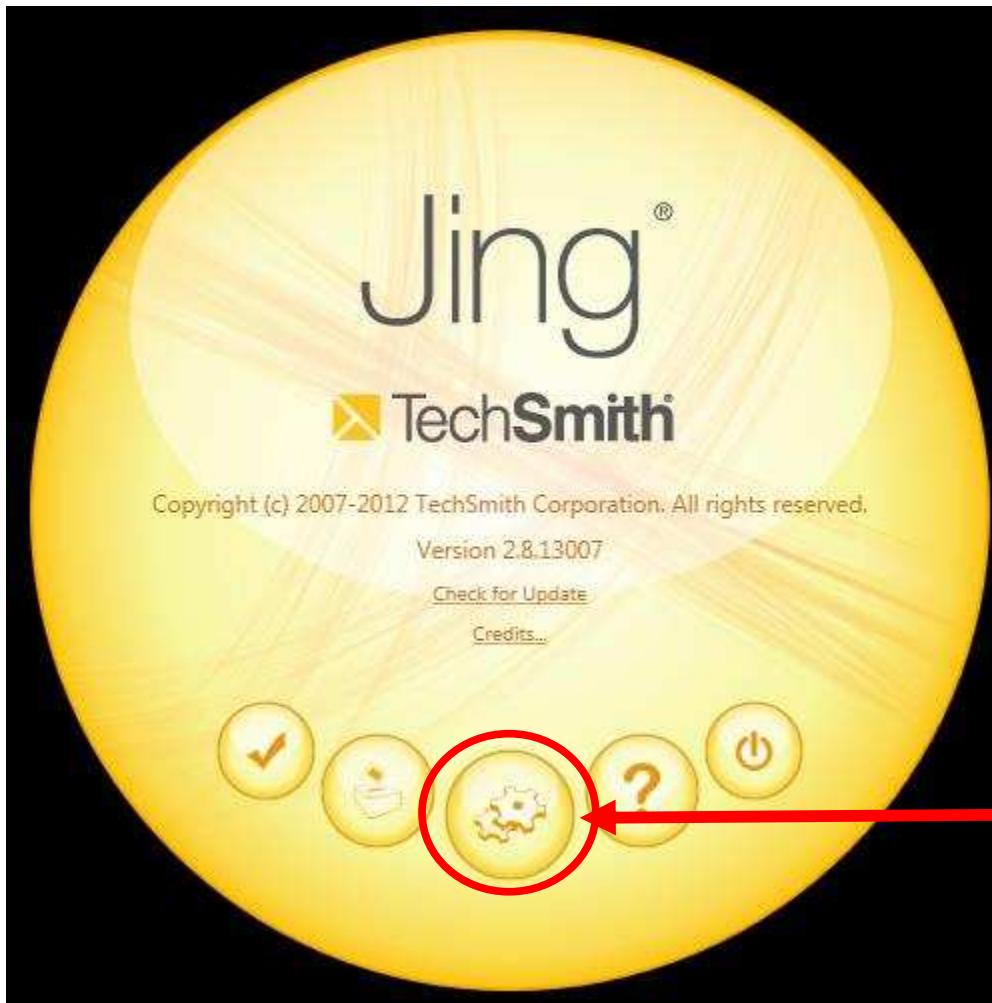 Jing®
TechSmith
Copyright (c) 2007-2012 TechSmith Corporation. All rights reserved.
Version 2.8.13007
Check for Update
Credits...
?